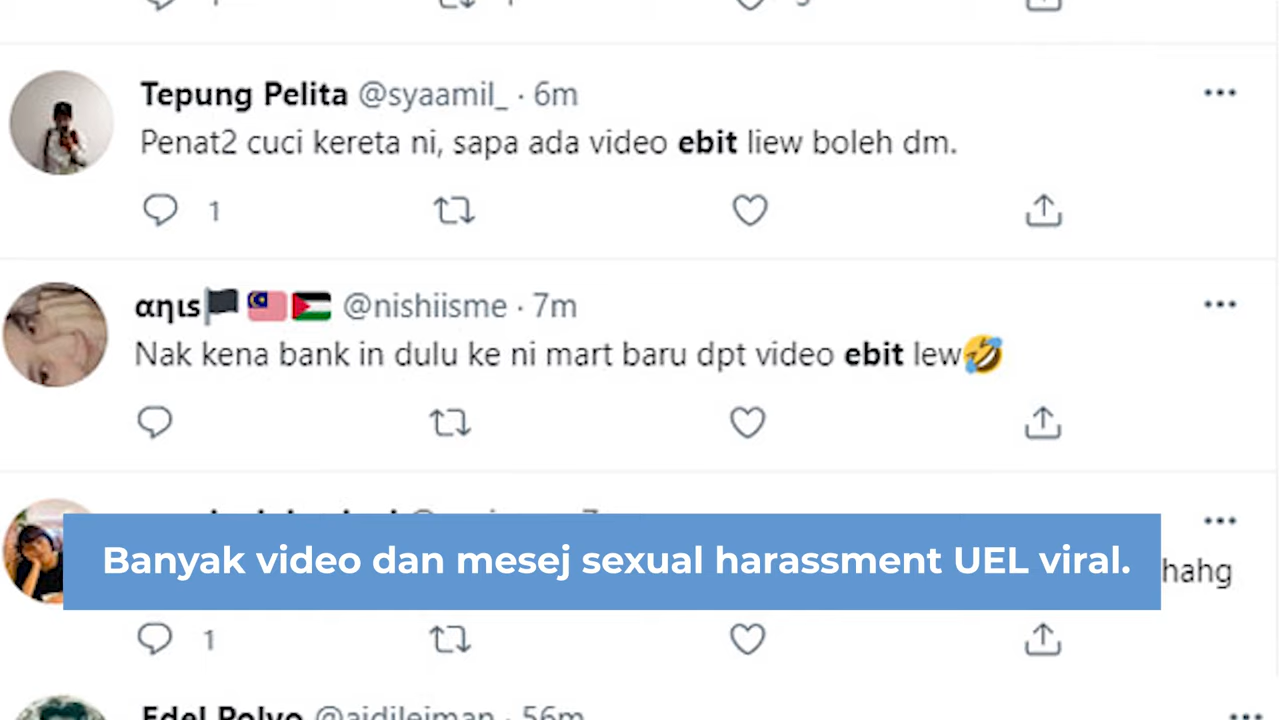 Tepung Pelita @syaamil_ · 6m
Penat2 cuci kereta ni, sapa ada video ebit liew boleh dm.
1
αηιs @nishiisme · 7m
Nak kena bank in dulu ke ni mart baru dpt video ebit lew🤣
Banyak video dan mesej sexual harassment UEL viral.
hahg
1
Edel Polyo @aidileiman · 56m